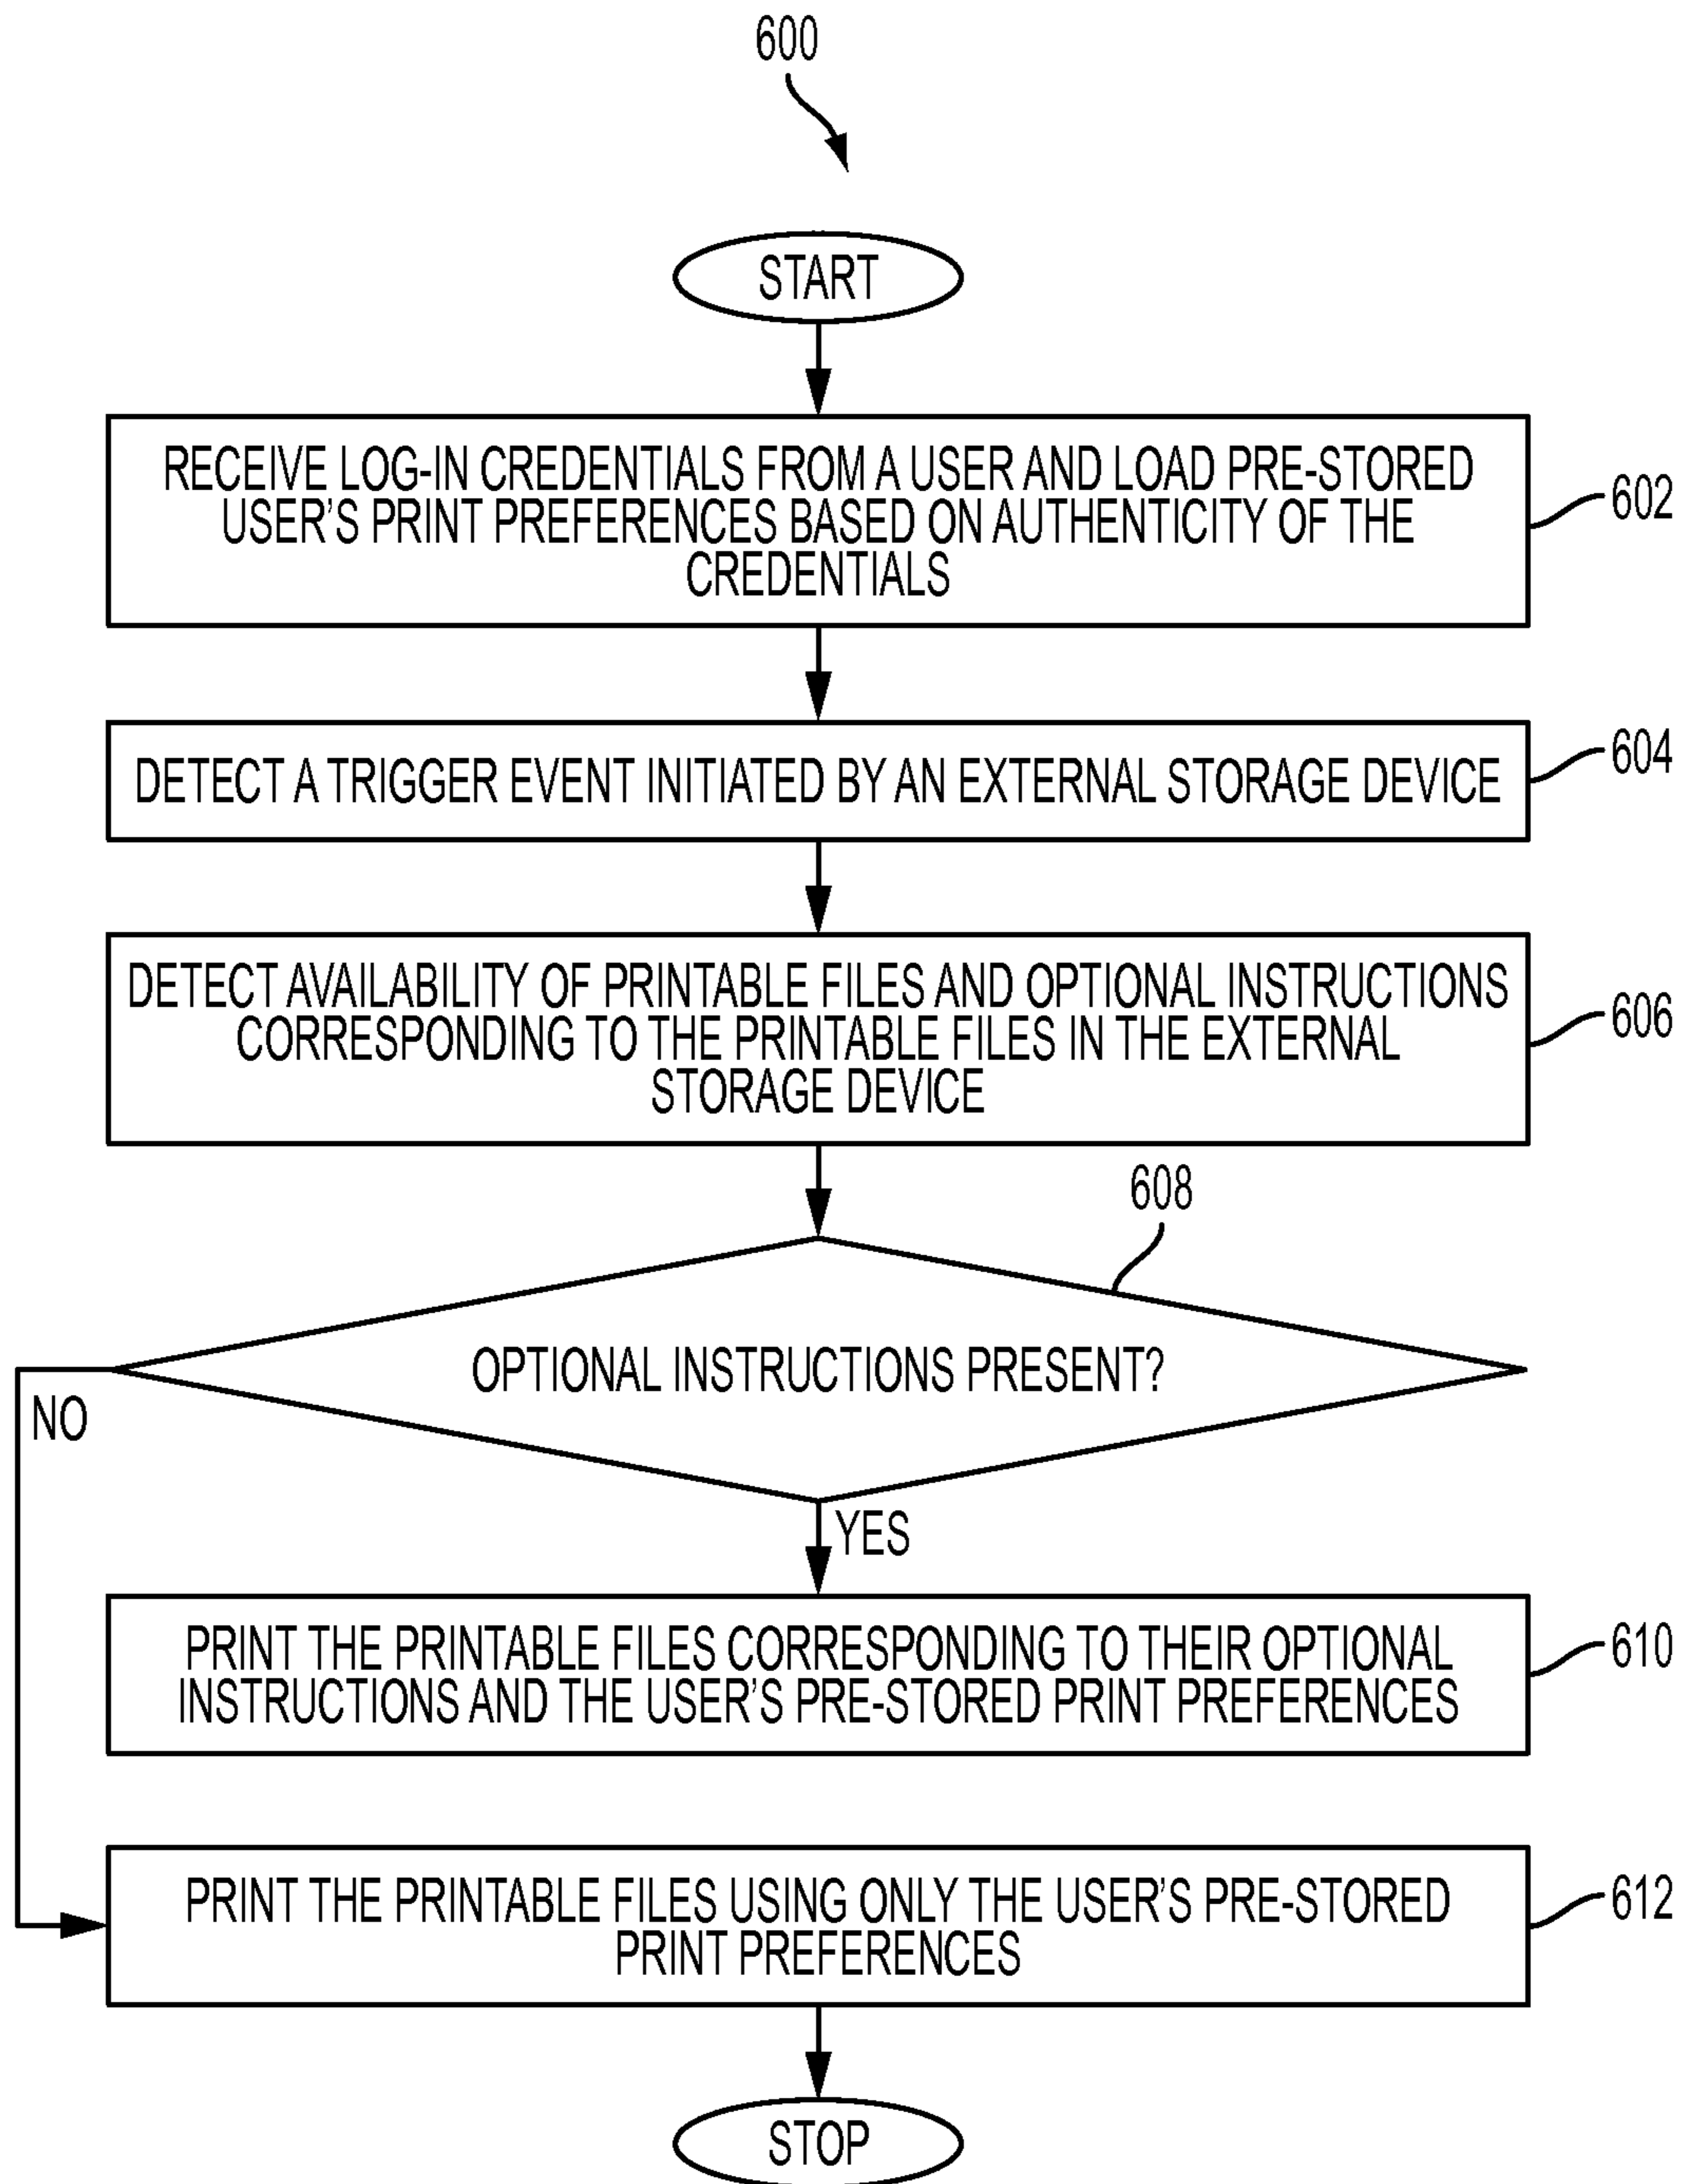 600
START
RECEIVE LOG-IN CREDENTIALS FROM A USER AND LOAD PRE-STORED
USER'S PRINT PREFERENCES BASED ON AUTHENTICITY OF THE
CREDENTIALS
602
DETECT A TRIGGER EVENT INITIATED BY AN EXTERNAL STORAGE DEVICE
604
DETECT AVAILABILITY OF PRINTABLE FILES AND OPTIONAL INSTRUCTIONS
CORRESPONDING TO THE PRINTABLE FILES IN THE EXTERNAL
STORAGE DEVICE
606
608
OPTIONAL INSTRUCTIONS PRESENT?
NO
YES
PRINT THE PRINTABLE FILES CORRESPONDING TO THEIR OPTIONAL
INSTRUCTIONS AND THE USER'S PRE-STORED PRINT PREFERENCES
610
PRINT THE PRINTABLE FILES USING ONLY THE USER'S PRE-STORED
PRINT PREFERENCES
612
STOP